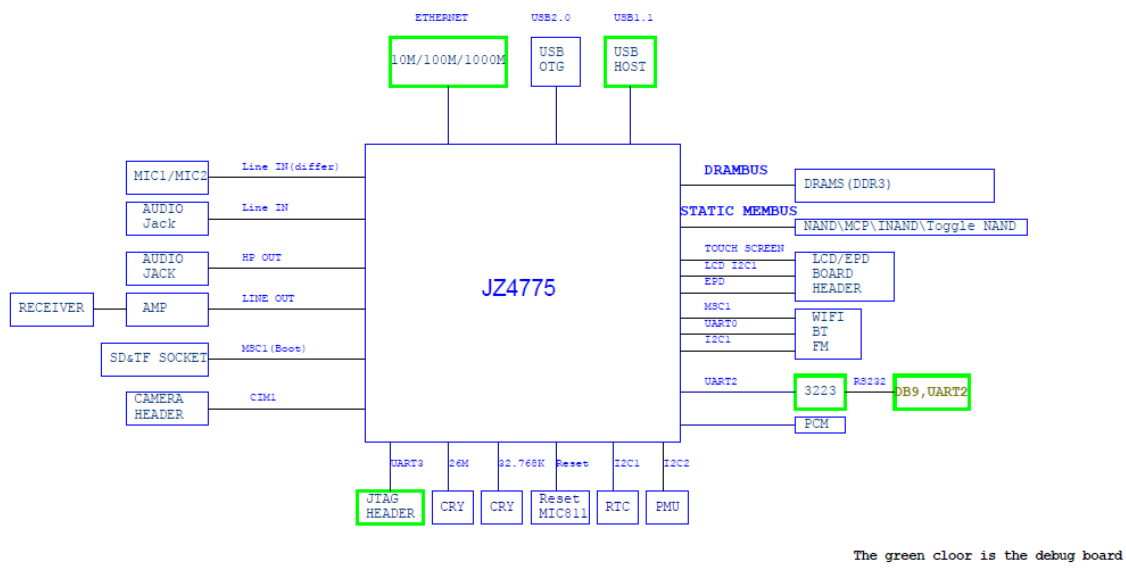 ETHERNET
USB2.0
USB1.1
10M/100M/1000M
USB
OTG
USB
HOST
MIC1/MIC2
Line IN(differ)
AUDIO
Jack
Line IN
AUDIO
JACK
HP OUT
RECEIVER
AMP
LINE OUT
SD&TF SOCKET
MSC1(Boot)
CAMERA
HEADER
CIM1
JZ4775
DRAMBUS
DRAMS(DDR3)
STATIC MEMBUS
NAND\MCP\INAND\Toggle NAND
TOUCH SCREEN
LCD I2C1
EPD
LCD/EPD
BOARD
HEADER
MSC1
UART0
I2C1
WIFI
BT
FM
UART2
3223
RS232
DB9,UART2
PCM
UART3
26M
32.768K
Reset
I2C1
I2C2
JTAG
HEADER
CRY
CRY
Reset
MIC811
RTC
PMU
The green cloor is the debug board